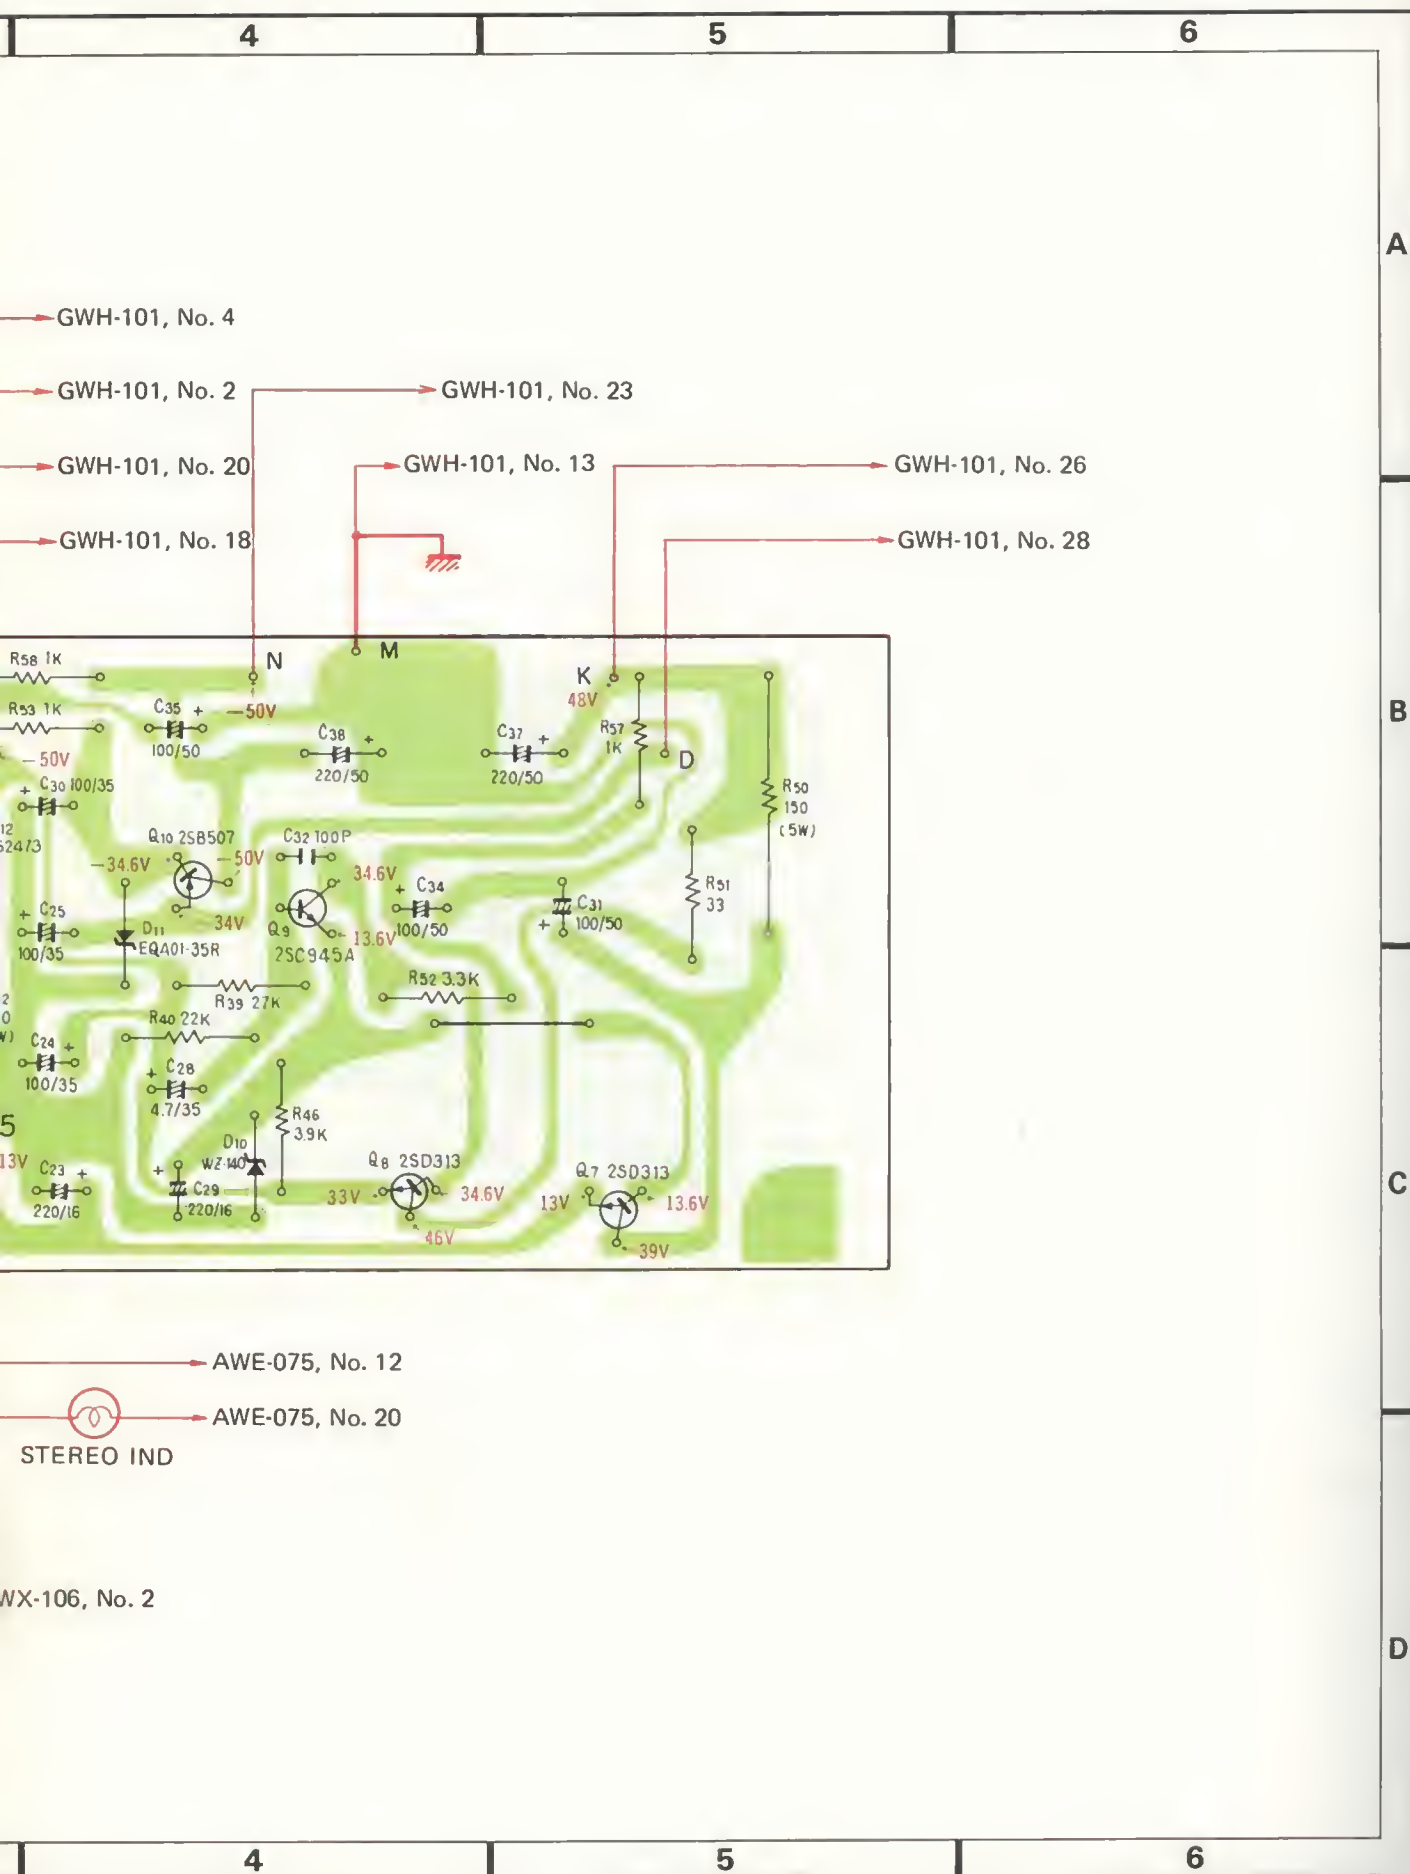 4 5 6
A
GWH-101, No. 4
GWH-101, No. 2
GWH-101, No. 23
GWH-101, No. 20
GWH-101, No. 13
GWH-101, No. 26
GWH-101, No. 18
GWH-101, No. 28
R58 1K
N
M
K
48V
R53 1K
C35 +
-50V
100/50
B
C38 +
220/50
C37 +
220/50
R57
1K
D
-50V
+ C30 100/35
R50
150
(5W)
Q10 2SB507
C32 100P
-34.6V
-50V
34.6V
+ C34
100/50
R51
33
+ C25
100/35
D11
EQA01-35R
-34V
Q9
2SC945A
13.6V
C31
+ 100/50
R39 27K
R52 3.3K
R40 22K
C24 +
100/35
+ C28
4.7/35
R46
3.9K
5
D10
WZ-140
13V
C23 +
220/16
+
C29
220/16
Q8 2SD313
33V
34.6V
46V
Q7 2SD313
13V
13.6V
39V
C
AWE-075, No. 12
AWE-075, No. 20
STEREO IND
WX-106, No. 2
D
4 5 6